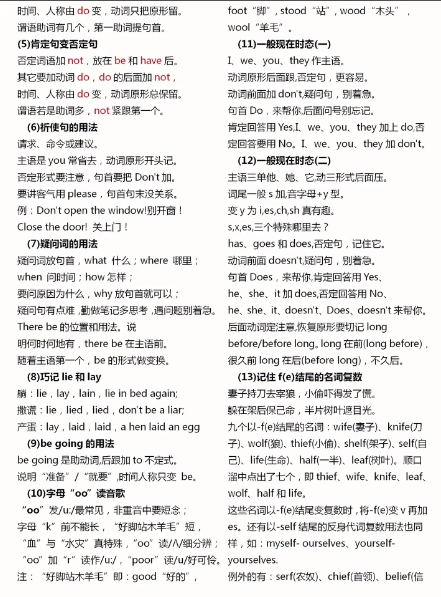 时间、人称由 do 变，动词只把原形留。
谓语助词有几个，第一助词提句首。
(5)肯定句变否定句
否定词语加 not，放在 be 和 have 后。
其它要加动词 do，do 的后面加 not，
时间、人称由 do 变，动词原形总保留。
谓语若是助词多，not 紧跟第一个。
(6)祈使句的用法
请求、命令或建议。
主语是 you 常省去，动词原形开头记。
否定形式要注意，句首要把 Don't 加。
要讲客气用 please，句首句末没关系。
例：Don't open the window!别开窗！
Close the door! 关上门！
(7)疑问词的用法
疑问词放句首，what 什么；where 哪里；
when 问时间；how 怎样；
要问原因为什么，why 放句首就可以；
疑问句有点难 ,勤做笔记多思考 ,遇问题别着急。
There be 的位置和用法。说
明何时何地有，there be 在主语前。
随着主语第一个，be 的形式做变换。
(8)巧记 lie 和 lay
躺：lie，lay，lain，lie in bed again;
撒谎：lie，lied，lied，don't be a liar;
产蛋：lay，laid，laid，a hen laid an egg
(9)be going 的用法
be going 是助动词,后跟加 to 不定式。
说明“准备”/“就要”,时间人称只变 be。
(10)字母“oo”读音歌
“oo”发/u:/最常见，非重音中要短念；
字母“k”前不能长，“好脚站木羊毛”短，
“血”与“水灾”真特殊，“oo”读/Λ/细分辨；
“oo”加“r”读作/u:/，“poor”读/u/好可怜。
注：“好脚站木羊毛”即：good“好的”，
foot“脚”, stood“站”，wood“木头”，
wool“羊毛”。
(11)一般现在时态(一)
I、we、you、they 作主语。
动词原形后面跟,否定句，更容易。
动词前面加 don't,疑问句，别着急。
句首 Do，来帮你,后面问号别忘记。
肯定回答用 Yes,I、we、you、they 加上 do,否
定回答要用 No。I、we、you、they 加 don't。
(12)一般现在时态(二)
主语三单他、她、它,动三形式后面压。
词尾一般 s 加,音字母+y型。
变 y 为 i,es,ch,sh 真有趣。
s,x,es,三个特殊哪里去？
has、goes 和 does,否定句，记住它。
动词前面 doesn't,疑问句，别着急。
句首 Does，来帮你,肯定回答用 Yes、
he、she、it 加 does,否定回答用 No、
he、she、it、doesn't、Does、doesn't 来帮你。
后面动词定注意,恢复原形要切记 long
before/before long。long 在前(long before)，
很久前 long 在后(before long)，不久后。
(13)记住 f(e)结尾的名词复数
妻子持刀去宰狼，小偷吓得发了慌。
躲在架后保己命，半片树叶逗目光。
九个以-f(e)结尾的名词：wife(妻子)、knife(刀
子)、wolf(狼)、thief(小偷)、shelf(架子)、self(自
己)、life(生命)、half(一半)、leaf(树叶)。顺口
溜中点出了七个，即 thief、wife、knife、leaf、
wolf、half 和 life。
这些名词以-f(e)结尾变复数时，将-f(e)变 v 再加
es。还有以-self 结尾的反身代词复数用法也同
样，如：myself- ourselves、yourself-
yourselves.
例外的有：serf(农奴)、chief(首领)、belief(信